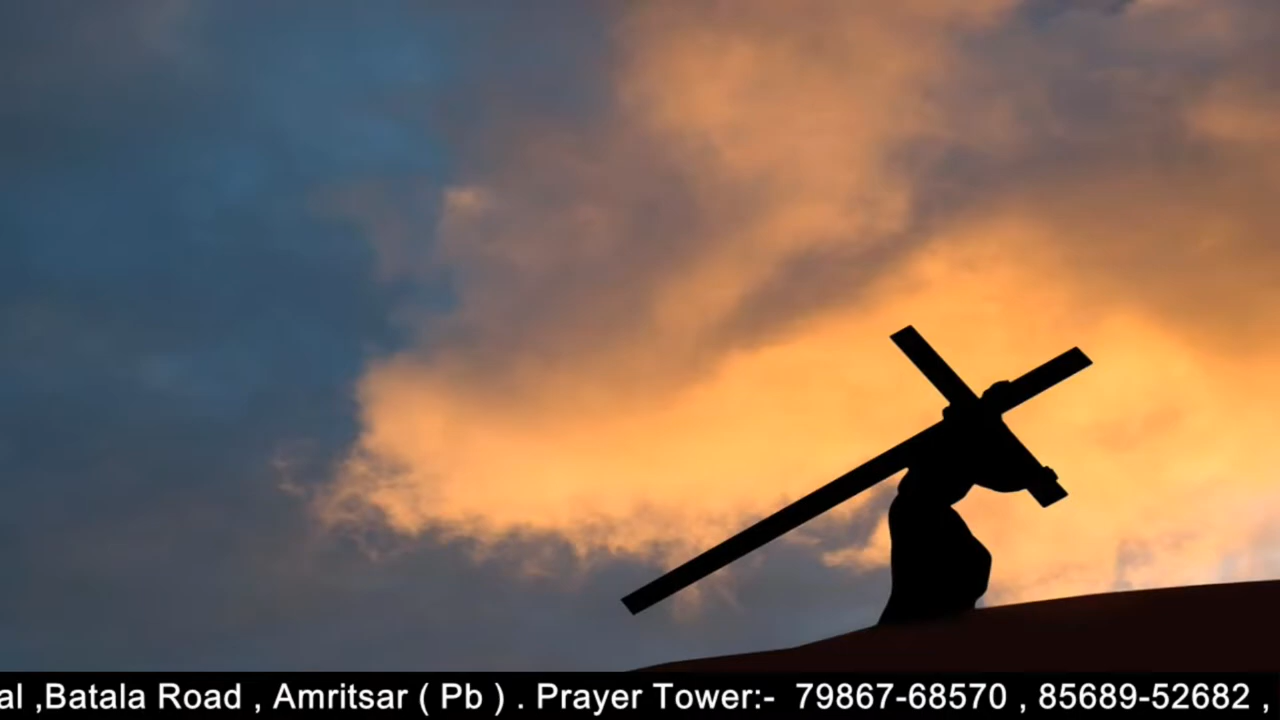 al ,Batala Road , Amritsar ( Pb ) . Prayer Tower:- 79867-68570 , 85689-52682 ,